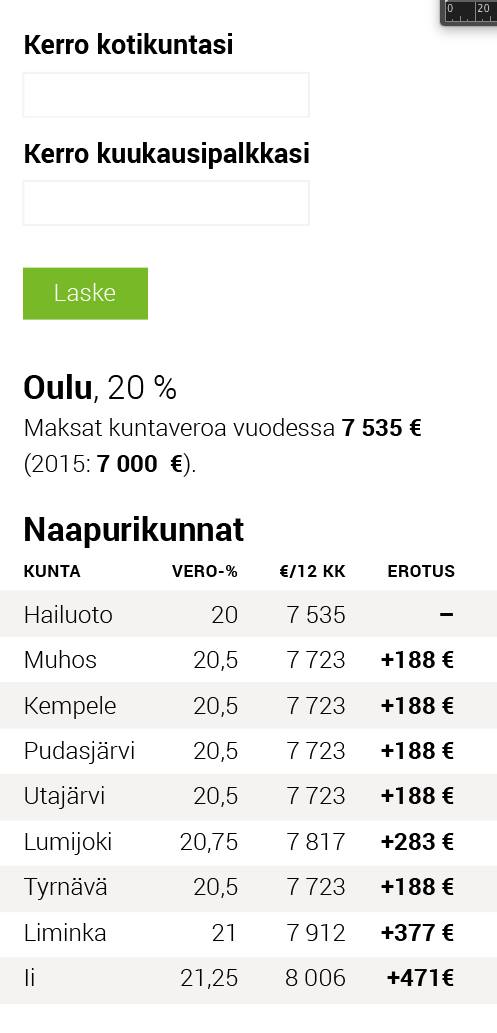 0 20
Kerro kotikuntasi
Kerro kuukausipalkkasi
Laske
Oulu, 20 %
Maksat kuntaveroa vuodessa 7 535 €
(2015: 7 000 €).
Naapurikunnat
KUNTA VERO-% €/12 KK EROTUS
Hailuoto 20 7 535 –
Muhos 20,5 7 723 +188 €
Kempele 20,5 7 723 +188 €
Pudasjärvi 20,5 7 723 +188 €
Utajärvi 20,5 7 723 +188 €
Lumijoki 20,75 7 817 +283 €
Tyrnävä 20,5 7 723 +188 €
Liminka 21 7 912 +377 €
Ii 21,25 8 006 +471€